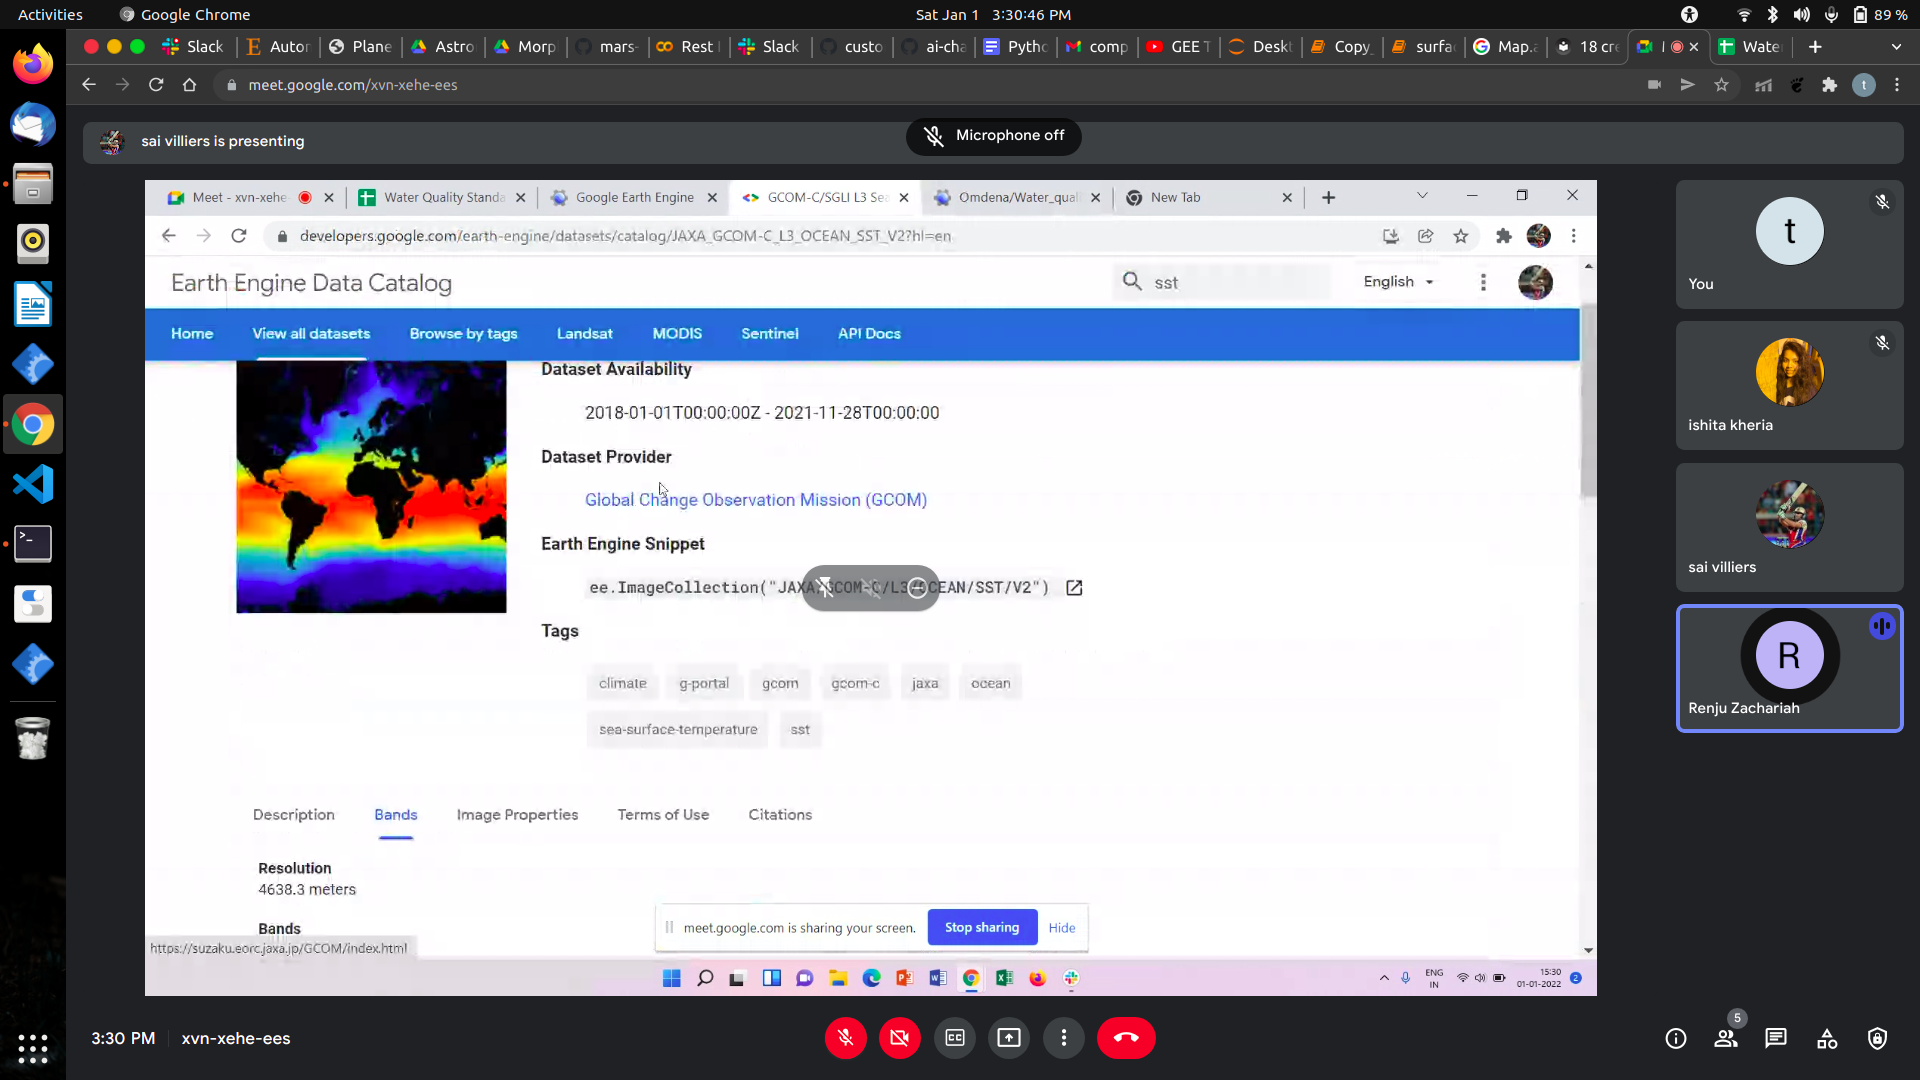 Activities
Google Chrome
Sat Jan 1 3:30:46 PM
89 %
Slack
Autor
Plane
Astro
Morp
mars-
Rest
Slack
custo
ai-cha
Pytho
comp
GEE T
Desk
Copy
surfac
Map.a
18 cre
Wate
meet.google.com/xvn-xehe-ees
t
sai villiers is presenting
Microphone off
Meet - xvn-xehe-
Water Quality Standa
Google Earth Engine
GCOM-C/SGLI L3 Sea
Omdena/Water_quali
New Tab
developers.google.com/earth-engine/datasets/catalog/JAXA_GCOM-C_L3_OCEAN_SST_V2?hl=en
Earth Engine Data Catalog
sst
English
Home
View all datasets
Browse by tags
Landsat
MODIS
Sentinel
API Docs
Dataset Availability
2018-01-01T00:00:00Z - 2021-11-28T00:00:00
Dataset Provider
Global Change Observation Mission (GCOM)
Earth Engine Snippet
ee.ImageCollection("JAXA/GCOM-C/L3/OCEAN/SST/V2")
Tags
climate
g-portal
gcom
gcom-c
jaxa
ocean
sea-surface-temperature
sst
Description
Bands
Image Properties
Terms of Use
Citations
Resolution
4638.3 meters
Bands
https://suzaku.eorc.jaxa.jp/GCOM/index.html
meet.google.com is sharing your screen.
Stop sharing
Hide
ENG
IN
15:30
01-01-2022
2
t
You
ishita kheria
sai villiers
R
Renju Zachariah
3:30 PM
xvn-xehe-ees
5